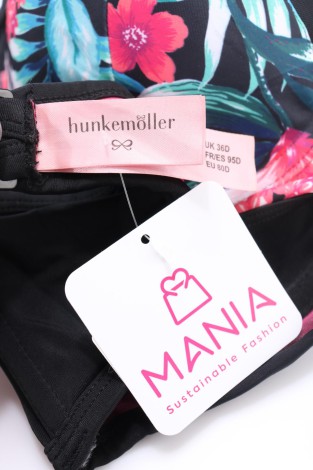 hunkemöller
UK 36D
FR/ES 95D
EU 80D
MANIA
Sustainable Fashion